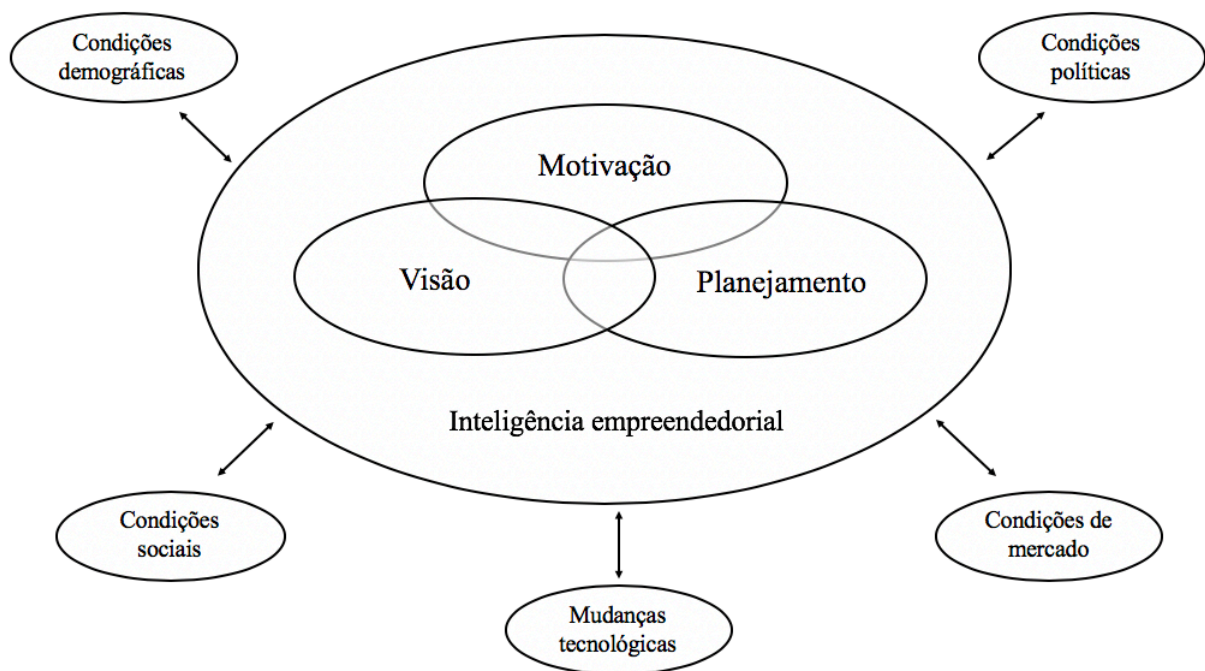 Condições
demográficas
Condições
políticas
Motivação
Visão
Planejamento
Inteligência empreendedorial
Condições
sociais
Condições de
mercado
Mudanças
tecnológicas